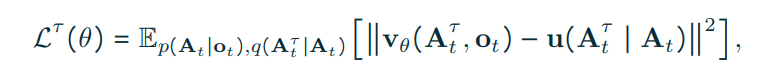 ℒ^τ(θ) = 𝔼_{p(𝐀_t|𝐨_t),q(𝐀_t^τ|𝐀_t)} [‖𝐯_θ(𝐀_t^τ, 𝐨_t) − 𝐮(𝐀_t^τ | 𝐀_t)‖²],